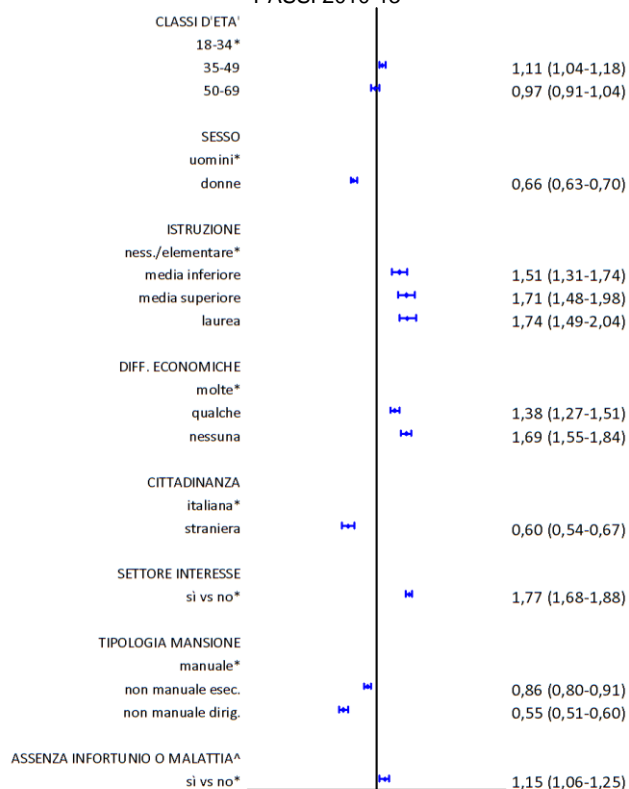 CLASSI D'ETA'
18-34*
35-49 1,11 (1,04-1,18)
50-69 0,97 (0,91-1,04)
SESSO
uomini*
donne 0,66 (0,63-0,70)
ISTRUZIONE
ness./elementare*
media inferiore 1,51 (1,31-1,74)
media superiore 1,71 (1,48-1,98)
laurea 1,74 (1,49-2,04)
DIFF. ECONOMICHE
molte*
qualche 1,38 (1,27-1,51)
nessuna 1,69 (1,55-1,84)
CITTADINANZA
italiana*
straniera 0,60 (0,54-0,67)
SETTORE INTERESSE
sì vs no* 1,77 (1,68-1,88)
TIPOLOGIA MANSIONE
manuale*
non manuale esec. 0,86 (0,80-0,91)
non manuale dirig. 0,55 (0,51-0,60)
ASSENZA INFORTUNIO O MALATTIA^
sì vs no* 1,15 (1,06-1,25)